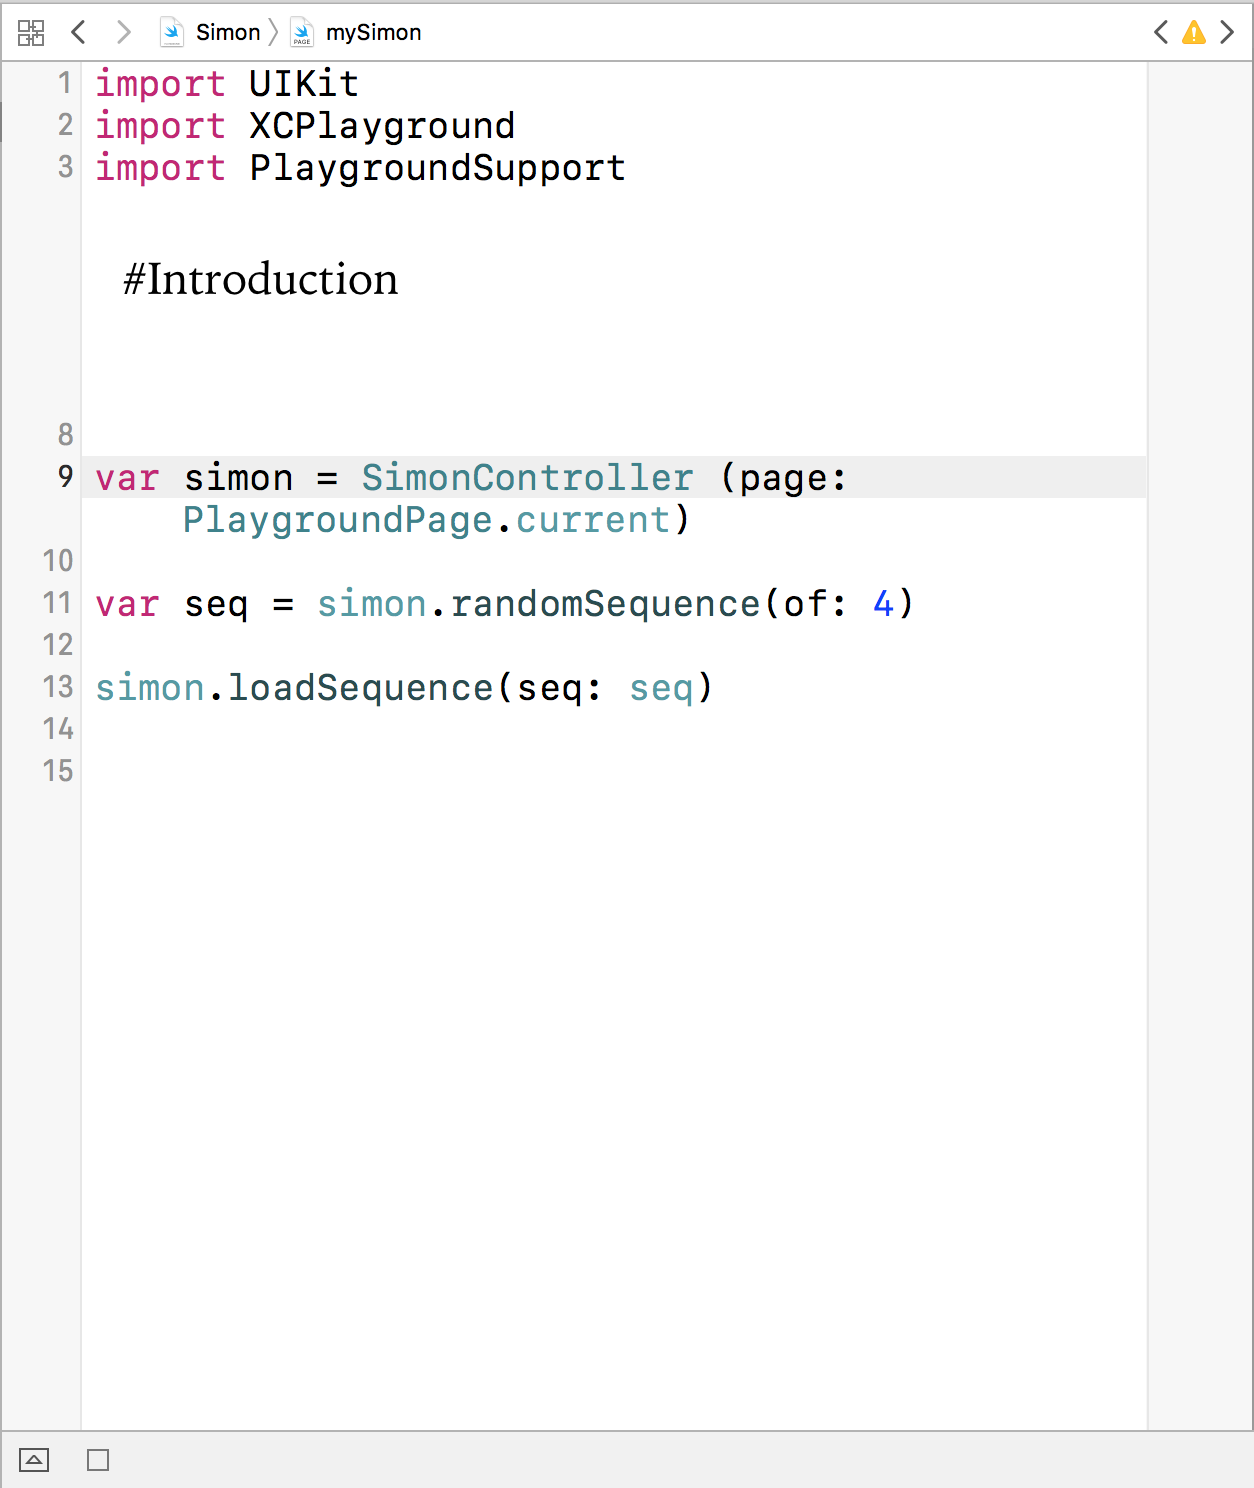 Simon mySimon
1 import UIKit
2 import XCPlayground
3 import PlaygroundSupport
#Introduction
8
9 var simon = SimonController (page:
PlaygroundPage.current)
10
11 var seq = simon.randomSequence(of: 4)
12
13 simon.loadSequence(seq: seq)
14
15